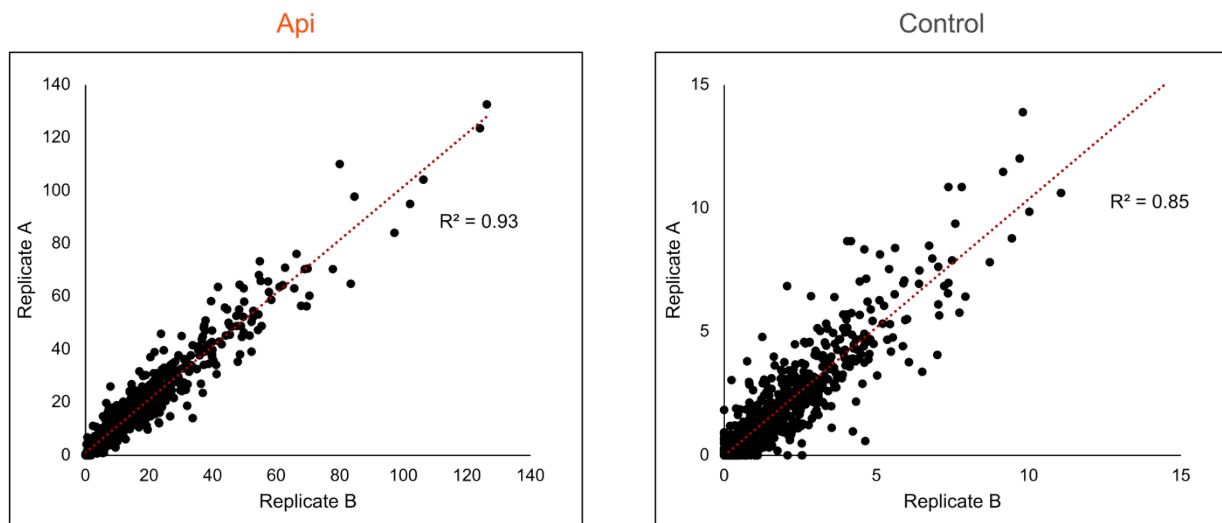 Api
140
120
100
80
60
40
20
0
Replicate A
R² = 0.93
0 20 40 60 80 100 120 140
Replicate B
Control
15
10
5
0
Replicate A
R² = 0.85
0 5 10 15
Replicate B